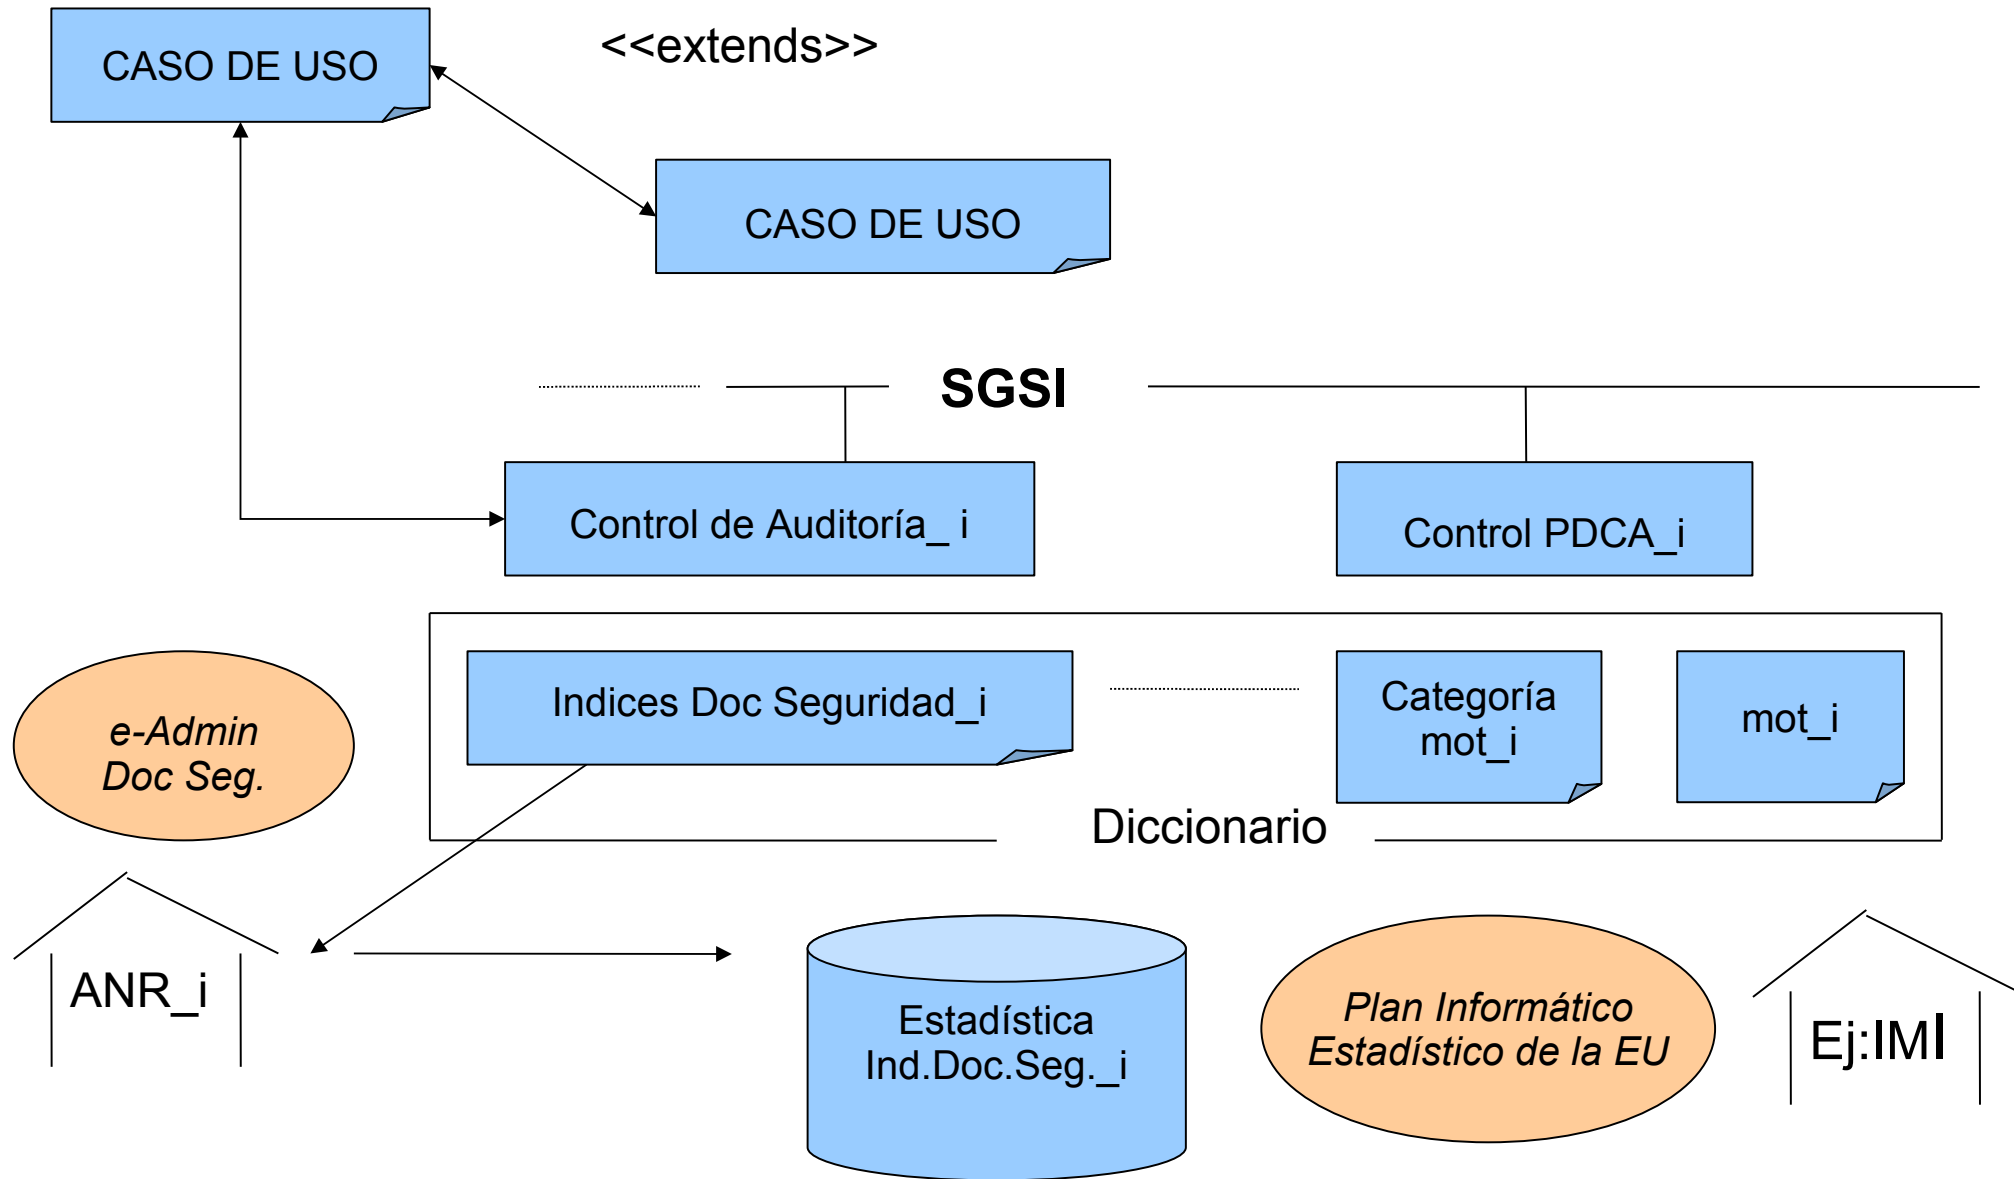 CASO DE USO
<<extends>>
CASO DE USO
SGSI
Control de Auditoría_ i
Control PDCA_i
Indices Doc Seguridad_i
Categoría
mot_i
mot_i
e-Admin
Doc Seg.
Diccionario
ANR_i
Estadística
Ind.Doc.Seg._i
Plan Informático
Estadístico de la EU
Ej:IMI